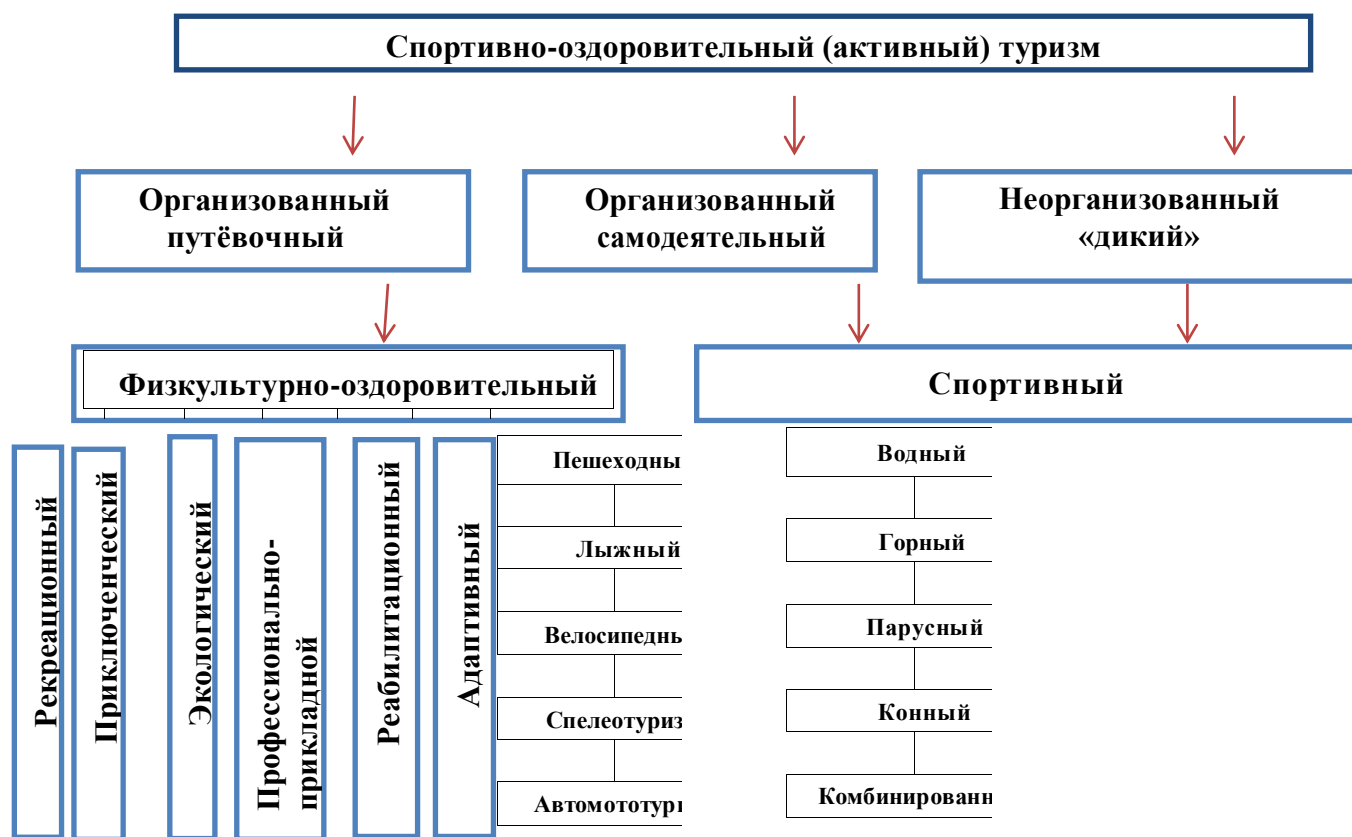 Спортивно-оздоровительный (активный) туризм
Организованный
путёвочный
Организованный
самодеятельный
Неорганизованный
«дикий»
Физкультурно-оздоровительный
Спортивный
Рекреационный
Приключенческий
Экологический
Профессионально-
прикладной
Реабилитационный
Адаптивный
Пешеходны
Лыжный
Велосипедны
Спелеотуриз
Автомототур
Водный
Горный
Парусный
Конный
Комбинирован